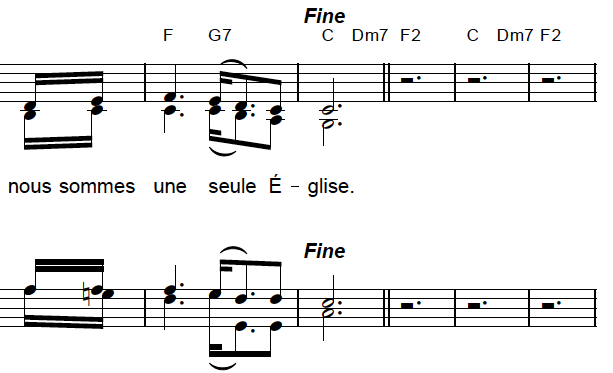 Fine
F G7 C Dm7 F2 C Dm7 F2
nous sommes une seule É - glise.
Fine